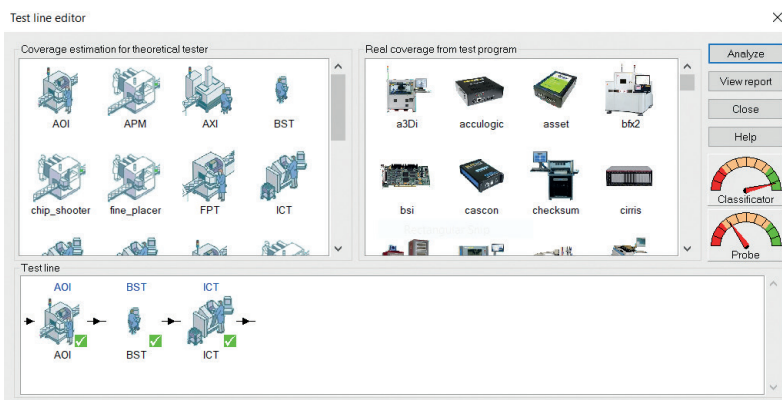 Test line editor
Coverage estimation for theoretical tester
AOI APM AXI BST
chip_shooter fine_placer FPT ICT
Real coverage from test program
a3Di acculogic asset bfx2
bsi cascon checksum cirris
Rectangular Snip
Analyze
View report
Close
Help
Classificator
Probe
Test line
AOI BST ICT
AOI BST ICT